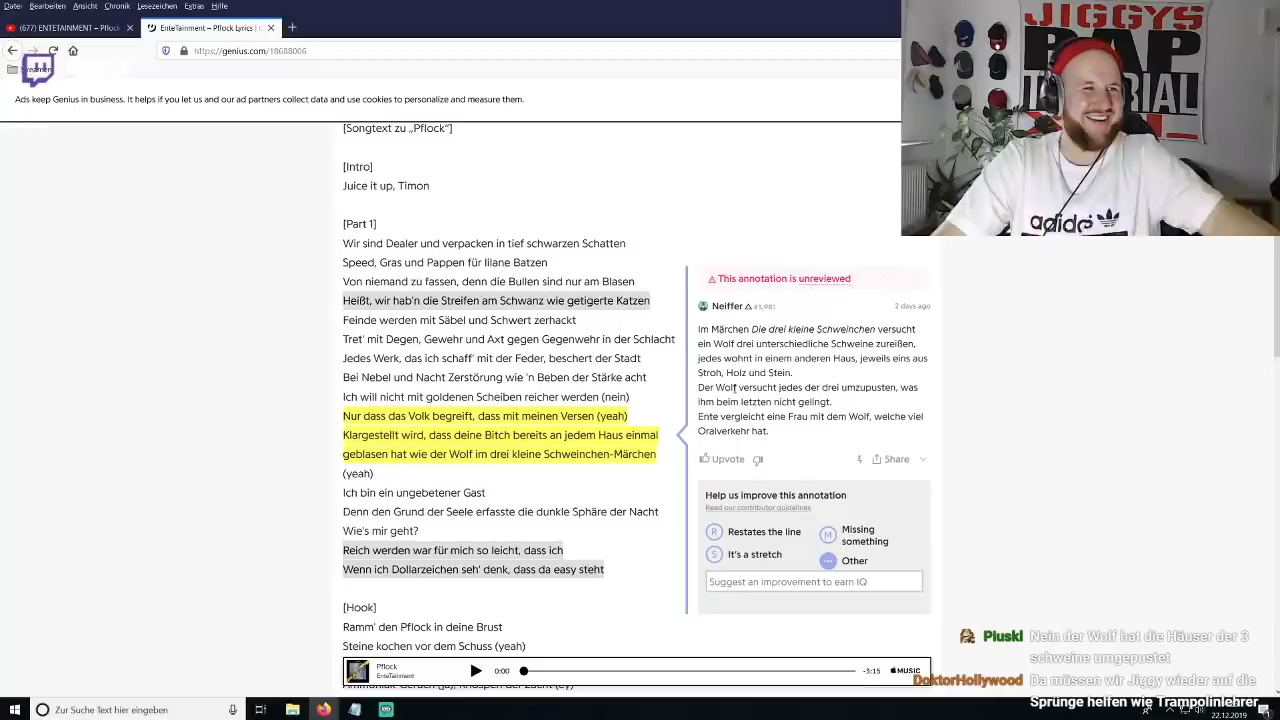 Datei Bearbeiten Ansicht Chronik Lesezeichen Extras Hilfe
(677) ENTETAINMENT – Pflock
EnteTainment – Pflock Lyrics |
https://genius.com/18688006
Ads keep Genius in business. It helps if you let us and our ad partners collect data and use cookies to personalize and measure them.
JIGGYS
RAP
adidas
[Songtext zu „Pflock“]
[Intro]
Juice it up, Timon
[Part 1]
Wir sind Dealer und verpacken in tief schwarzen Schatten
Speed, Gras und Pappen für lilane Batzen
Von niemand zu fassen, denn die Bullen sind nur am Blasen
Heißt, wir hab'n die Streifen am Schwanz wie getigerte Katzen
Feinde werden mit Säbel und Schwert zerhackt
Tret' mit Degen, Gewehr und Axt gegen Gegenwehr in der Schlacht
Jedes Werk, das ich schaff' mit der Feder, beschert der Stadt
Bei Nebel und Nacht Zerstörung wie 'n Beben der Stärke acht
Ich will nicht mit goldenen Scheiben reicher werden (nein)
Nur dass das Volk begreift, dass mit meinen Versen (yeah)
Klargestellt wird, dass deine Bitch bereits an jedem Haus einmal
geblasen hat wie der Wolf im drei kleine Schweinchen-Märchen
(yeah)
Ich bin ein ungebetener Gast
Denn den Grund der Seele erfasste die dunkle Sphäre der Nacht
Wie's mir geht?
Reich werden war für mich so leicht, dass ich
Wenn ich Dollarzeichen seh' denk, dass da easy steht
[Hook]
Ramm' den Pflock in deine Brust
Steine kochen vor dem Schuss (yeah)
This annotation is unreviewed
Neiffer 43,981
2 days ago
Im Märchen Die drei kleine Schweinchen versucht
ein Wolf drei unterschiedliche Schweine zureißen,
jedes wohnt in einem anderen Haus, jeweils eins aus
Stroh, Holz und Stein.
Der Wolf versucht jedes der drei umzupusten, was
ihm beim letzten nicht gelingt.
Ente vergleicht eine Frau mit dem Wolf, welche viel
Oralverkehr hat.
Upvote
Share
Help us improve this annotation
Read our contributor guidelines
R Restates the line
M Missing
something
S It's a stretch
Other
Suggest an improvement to earn IQ
Pflock
EnteTainment
0:00
-3:15
MUSIC
Pluski Nein der Wolf hat die Häuser der 3
schweine umgepustet
DoktorHollywood Da müssen wir Jiggy wieder auf die
Sprünge helfen wie Trampolinlehrer
Zur Suche Text hier eingeben
22.12.2019